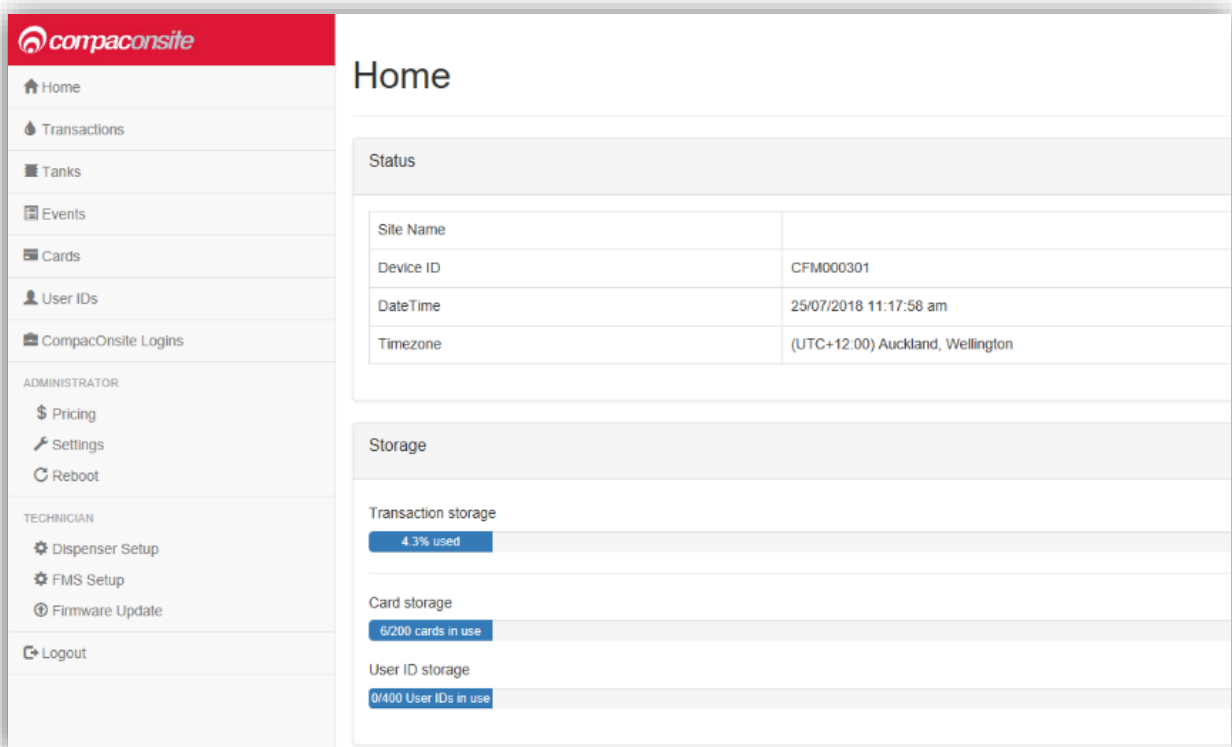 compaconsite
Home
Transactions
Tanks
Events
Cards
User IDs
CompacOnsite Logins
ADMINISTRATOR
$ Pricing
Settings
Reboot
TECHNICIAN
Dispenser Setup
FMS Setup
Firmware Update
Logout
Home
Status
Site Name
Device ID CFM000301
DateTime 25/07/2018 11:17:58 am
Timezone (UTC+12:00) Auckland, Wellington
Storage
Transaction storage
4.3% used
Card storage
6/200 cards in use
User ID storage
0/400 User IDs in use